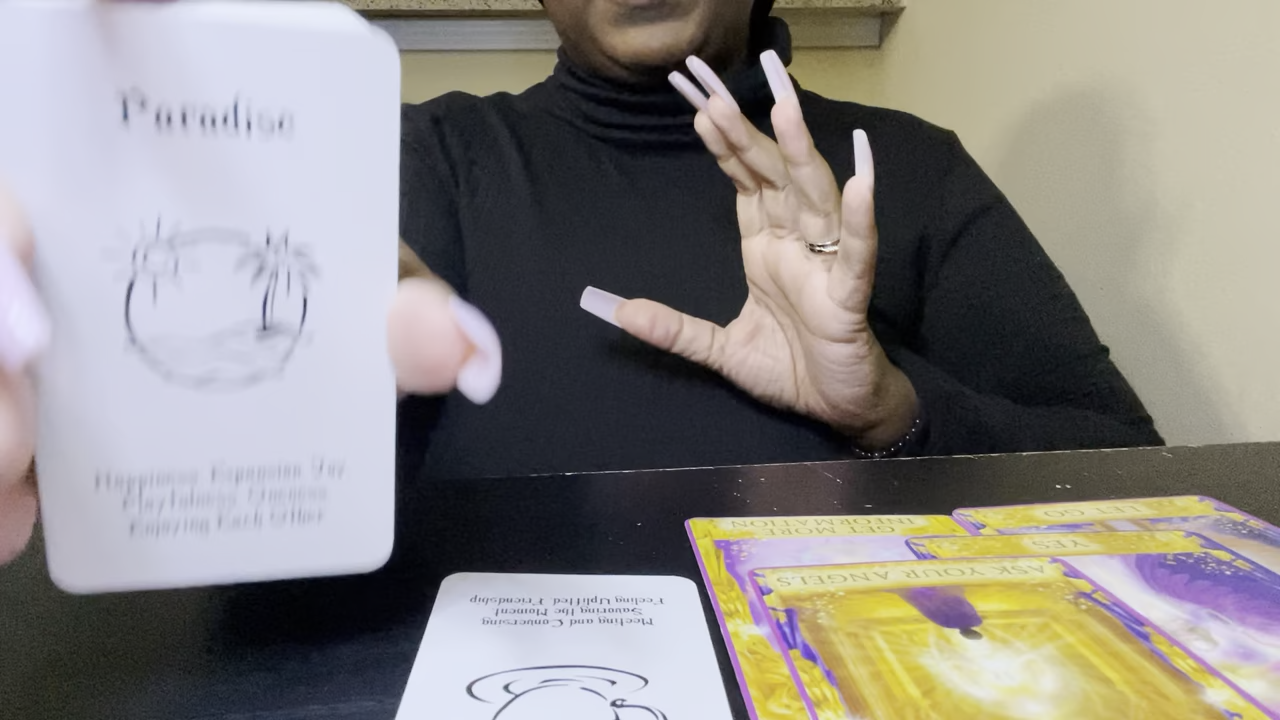 Paradise
Happiness Expansion Joy
Playfulness Oneness
Enjoying Each Other
Meeting and Conversing
Savoring the Moment
Feeling Uplifted Friendship
GET MORE
INFORMATION
LET GO
YES
ASK YOUR ANGELS